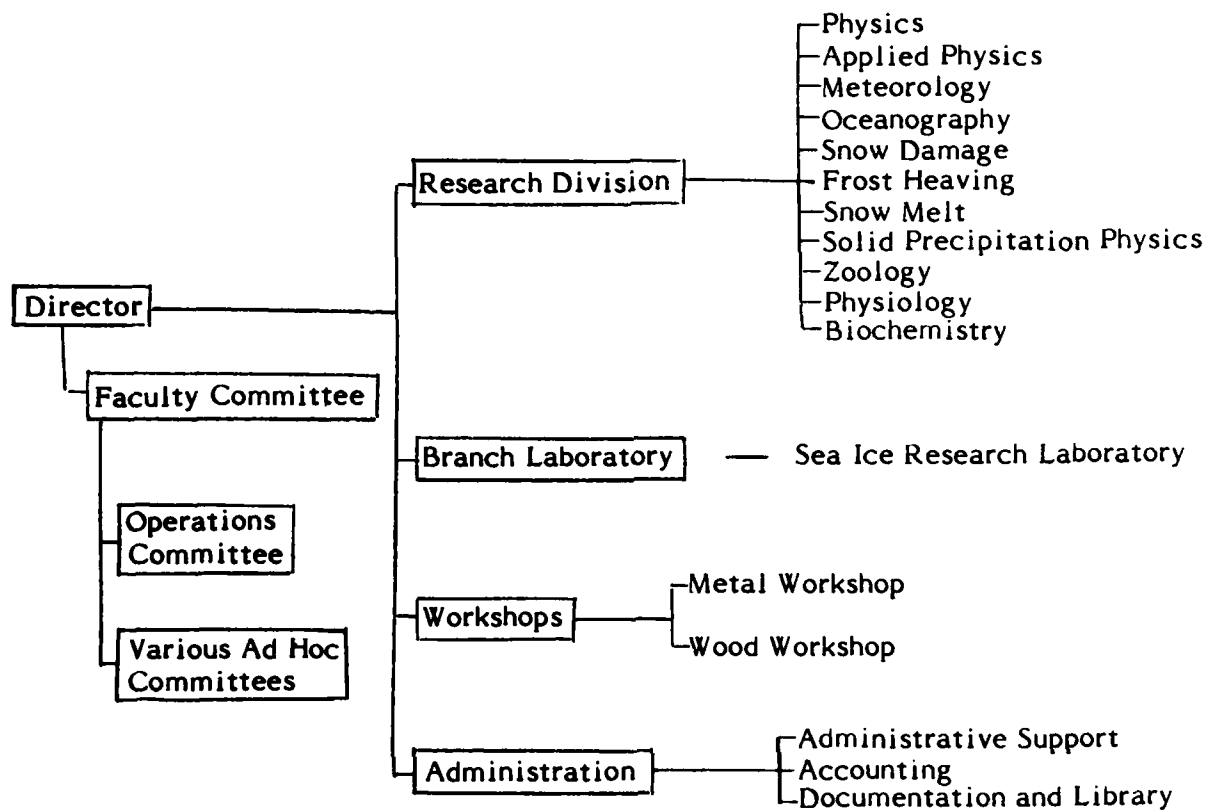 Director
Faculty Committee
Operations
Committee
Various Ad Hoc
Committees
Research Division
Physics
Applied Physics
Meteorology
Oceanography
Snow Damage
Frost Heaving
Snow Melt
Solid Precipitation Physics
Zoology
Physiology
Biochemistry
Branch Laboratory
Sea Ice Research Laboratory
Workshops
Metal Workshop
Wood Workshop
Administration
Administrative Support
Accounting
Documentation and Library